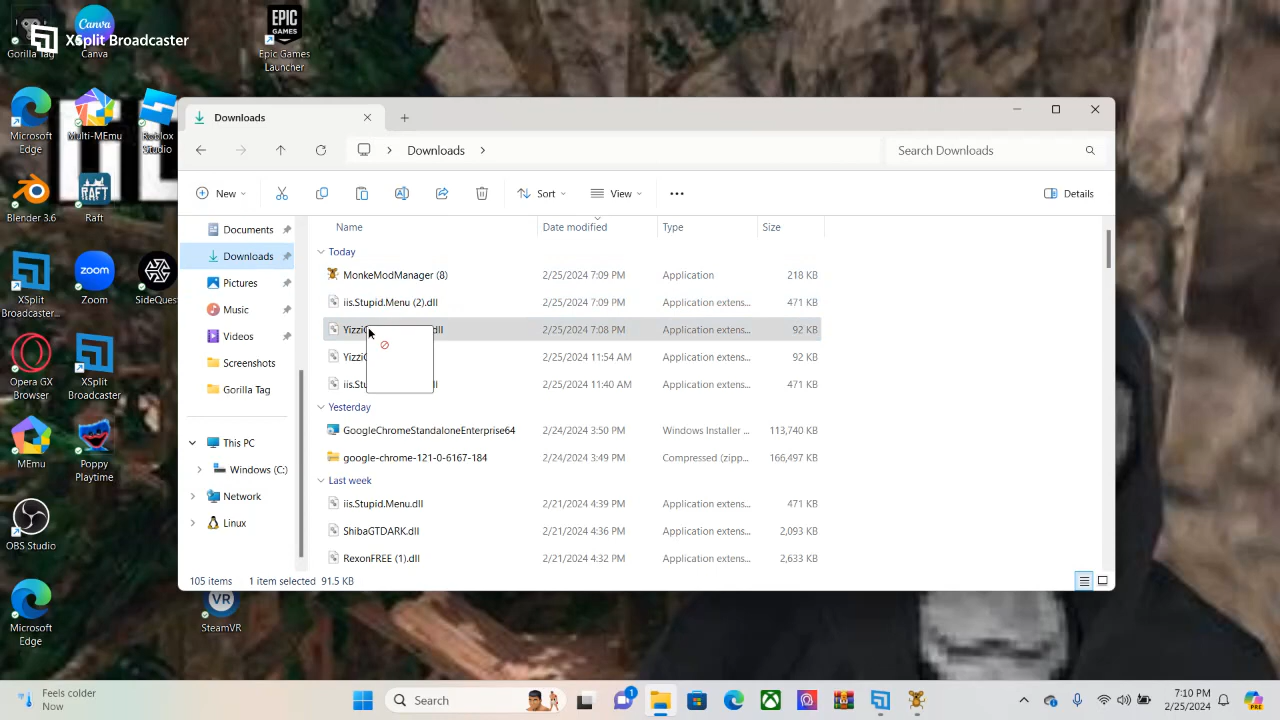 Gorilla Tag
Canva
XSplit Broadcaster
EPIC
GAMES
Epic Games
Launcher
Microsoft
Edge
Multi-MEmu
Roblox
Studio
Blender 3.6
Raft
XSplit
Broadcaster...
Zoom
SideQuest
Opera GX
Browser
XSplit
Broadcaster
MEmu
Poppy
Playtime
OBS Studio
Microsoft
Edge
VR
SteamVR
Downloads
Downloads
Search Downloads
New
Sort
View
Details
Documents
Downloads
Pictures
Music
Videos
Screenshots
Gorilla Tag
This PC
Windows (C:)
Network
Linux
Name Date modified Type Size
Today
MonkeModManager (8) 2/25/2024 7:09 PM Application 218 KB
iis.Stupid.Menu (2).dll 2/25/2024 7:09 PM Application extens... 471 KB
dll 2/25/2024 7:08 PM Application extens... 92 KB
2/25/2024 11:54 AM Application extens... 92 KB
2/25/2024 11:40 AM Application extens... 471 KB
Yesterday
GoogleChromeStandaloneEnterprise64 2/24/2024 3:50 PM Windows Installer ... 113,740 KB
google-chrome-121-0-6167-184 2/24/2024 3:49 PM Compressed (zipp... 166,497 KB
Last week
iis.Stupid.Menu.dll 2/21/2024 4:39 PM Application extens... 471 KB
ShibaGTDARK.dll 2/21/2024 4:36 PM Application extens... 2,093 KB
RexonFREE (1).dll 2/21/2024 4:32 PM Application extens... 2,633 KB
105 items 1 item selected 91.5 KB
Feels colder
Now
Search
1
7:10 PM
2/25/2024
PRE